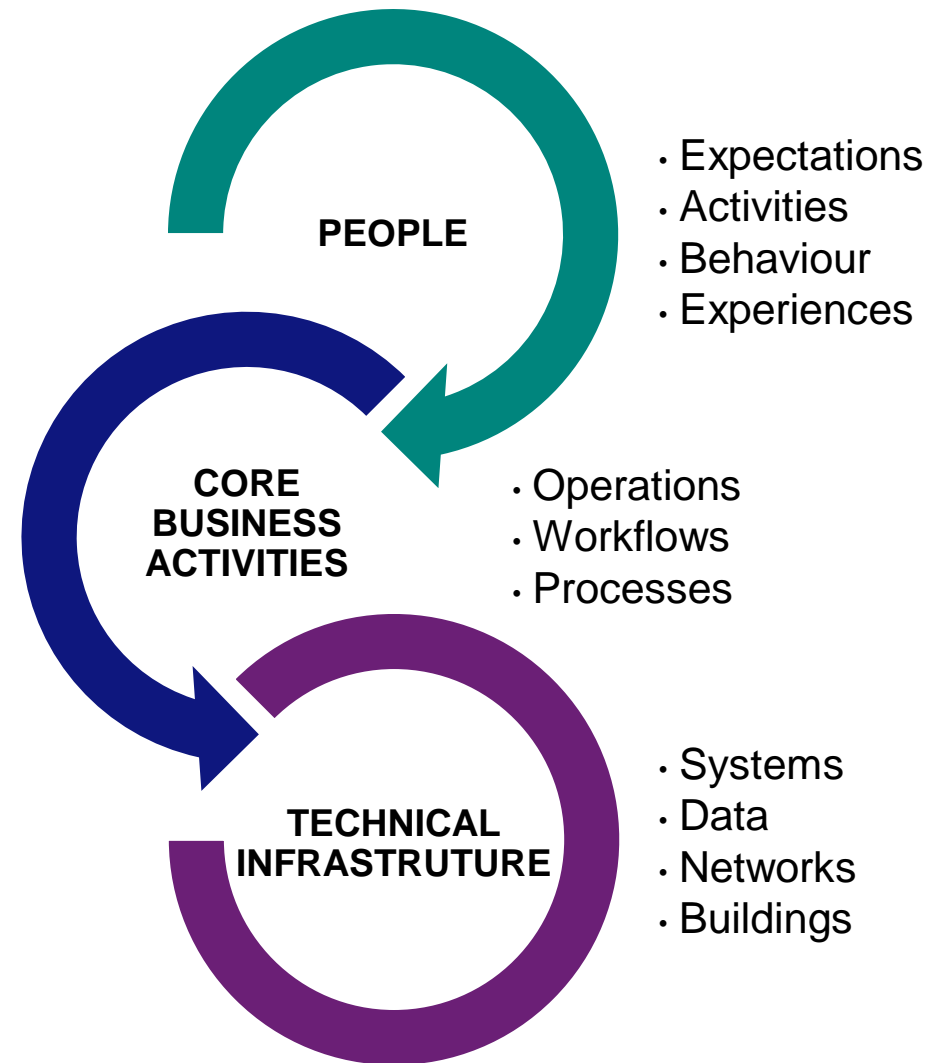 PEOPLE
· Expectations
· Activities
· Behaviour
· Experiences
CORE
BUSINESS
ACTIVITIES
· Operations
· Workflows
· Processes
TECHNICAL
INFRASTRUTURE
· Systems
· Data
· Networks
· Buildings